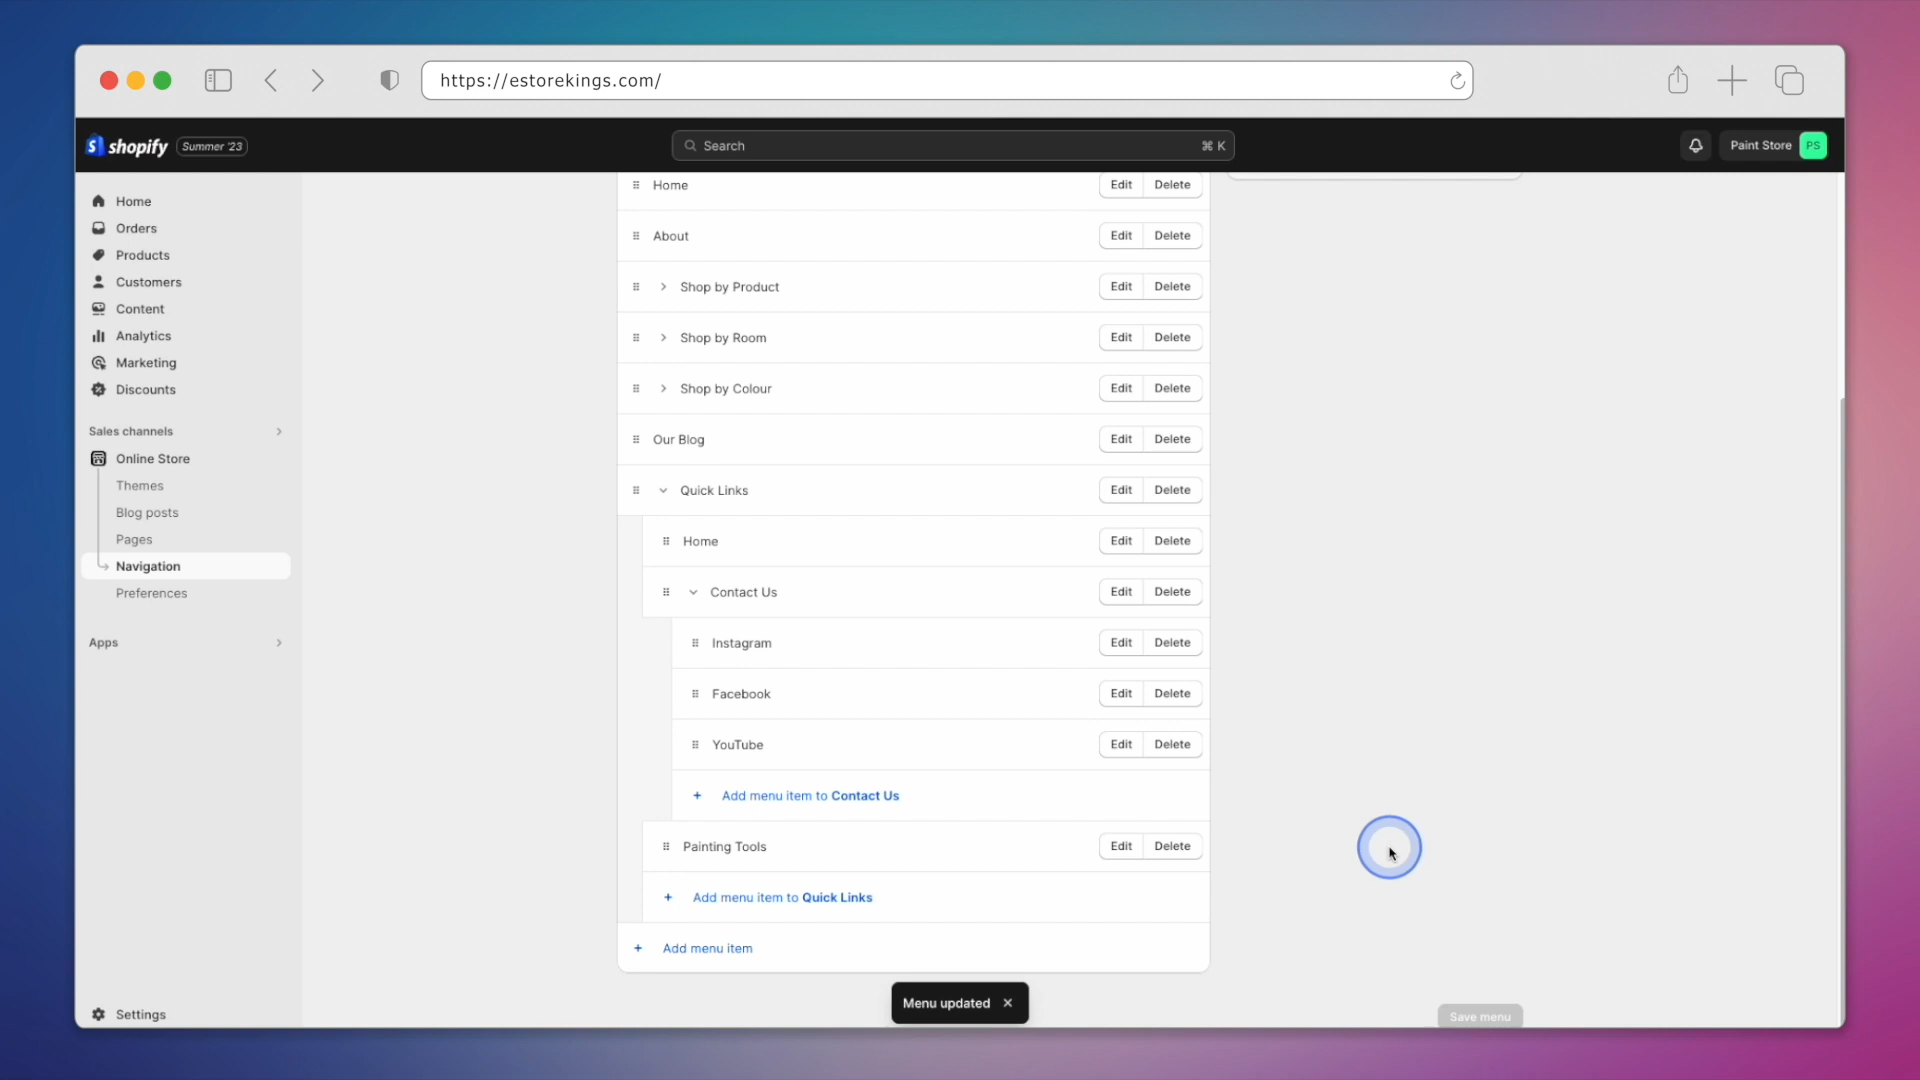 https://estorekings.com/
shopify Summer '23
Search ⌘ K
Paint Store PS
Home
Orders
Products
Customers
Content
Analytics
Marketing
Discounts
Sales channels
Online Store
Themes
Blog posts
Pages
Navigation
Preferences
Apps
Settings
Home Edit Delete
About Edit Delete
Shop by Product Edit Delete
Shop by Room Edit Delete
Shop by Colour Edit Delete
Our Blog Edit Delete
Quick Links Edit Delete
Home Edit Delete
Contact Us Edit Delete
Instagram Edit Delete
Facebook Edit Delete
YouTube Edit Delete
+ Add menu item to Contact Us
Painting Tools Edit Delete
+ Add menu item to Quick Links
+ Add menu item
Menu updated
Save menu